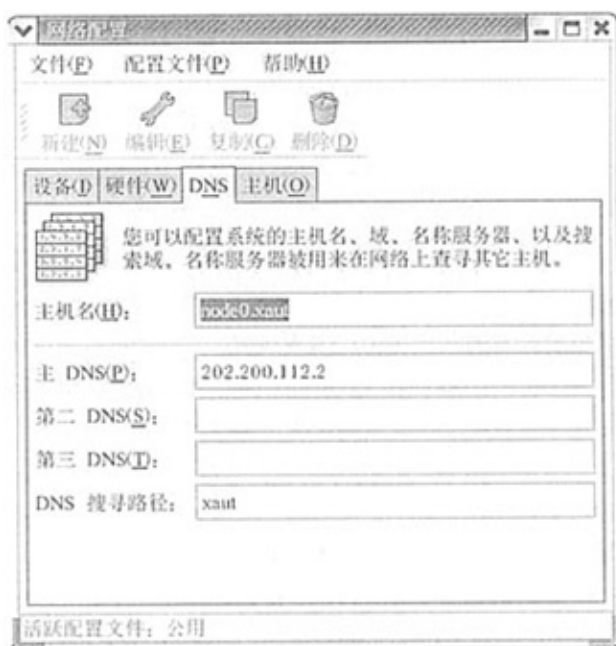 网络配置
文件(F) 配置文件(P) 帮助(H)
新建(N) 编辑(E) 复制(C) 删除(D)
设备(I) 硬件(W) DNS 主机(O)
您可以配置系统的主机名、域、名称服务器、以及搜
索域。名称服务器被用来在网络上查寻其它主机。
主机名(H): node0.xaut
主 DNS(P): 202.200.112.2
第二 DNS(S):
第三 DNS(T):
DNS 搜寻路径: xaut
活跃配置文件: 公用